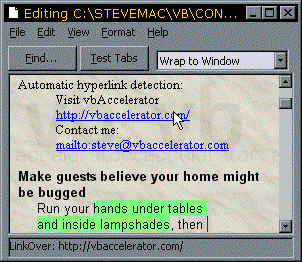 Editing C:\STEVEMAC\VB\CON...
File Edit View Format Help
Find... Test Tabs Wrap to Window
Automatic hyperlink detection:
Visit vbAccelerator
http://vbaccelerator.com/
Contact me:
mailto:steve@vbaccelerator.com
Make guests believe your home might
be bugged
Run your hands under tables
and inside lampshades, then
LinkOver: http://vbaccelerator.com/